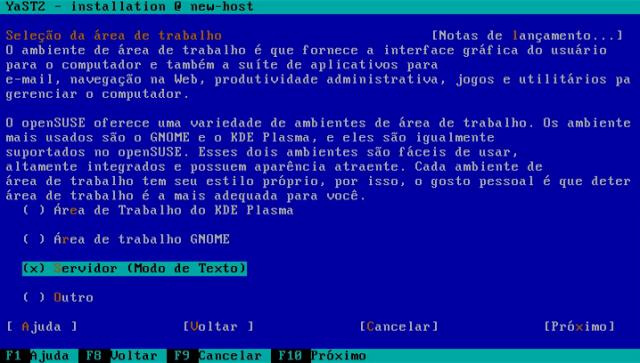 YaST2 - installation @ new-host
Seleção da área de trabalho [Notas de lançamento...]
O ambiente de área de trabalho é que fornece a interface gráfica do usuário
para o computador e também a suíte de aplicativos para
e-mail, navegação na Web, produtividade administrativa, jogos e utilitários pa
gerenciar o computador.
O openSUSE oferece uma variedade de ambientes de área de trabalho. Os ambiente
mais usados são o GNOME e o KDE Plasma, e eles são igualmente
suportados no openSUSE. Esses dois ambientes são fáceis de usar,
altamente integrados e possuem aparência atraente. Cada ambiente de
área de trabalho tem seu estilo próprio, por isso, o gosto pessoal é que deter
área de trabalho é a mais adequada para você.
( ) Área de Trabalho do KDE Plasma
( ) Área de trabalho GNOME
(x) Servidor (Modo de Texto)
( ) Outro
[ Ajuda ] [Voltar ] [Cancelar] [Próximo]
F1 Ajuda F8 Voltar F9 Cancelar F10 Próximo